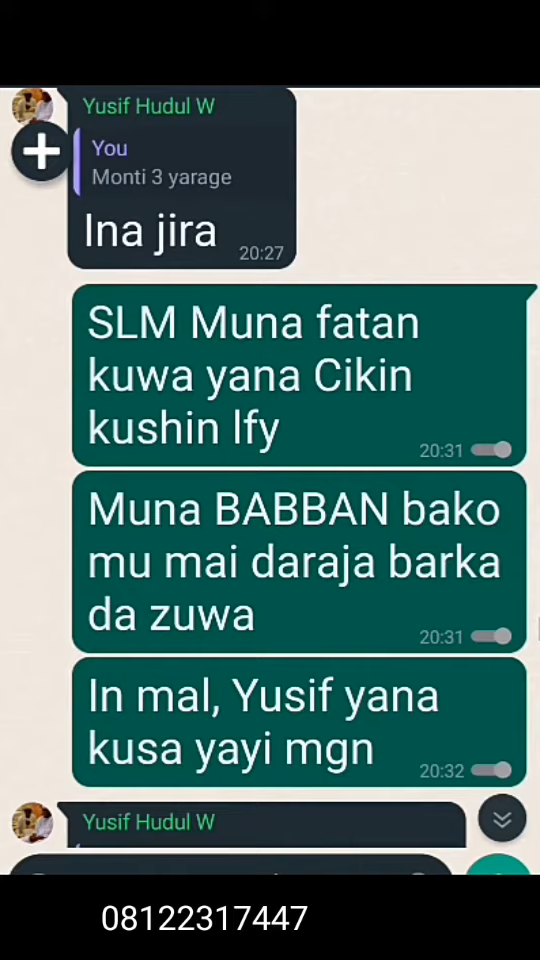 Yusif Hudul W
You
Monti 3 yarage
Ina jira
20:27
SLM Muna fatan
kuwa yana Cikin
kushin lfy
20:31
Muna BABBAN bako
mu mai daraja barka
da zuwa
20:31
In mal, Yusif yana
kusa yayi mgn
20:32
Yusif Hudul W
08122317447